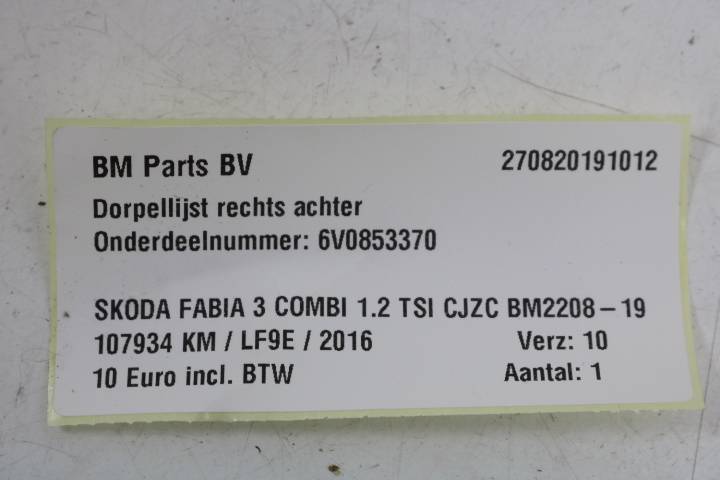 BM Parts BV 270820191012
Dorpellijst rechts achter
Onderdeelnummer: 6V0853370
SKODA FABIA 3 COMBI 1.2 TSI CJZC BM2208-19
107934 KM / LF9E / 2016 Verz: 10
10 Euro incl. BTW Aantal: 1